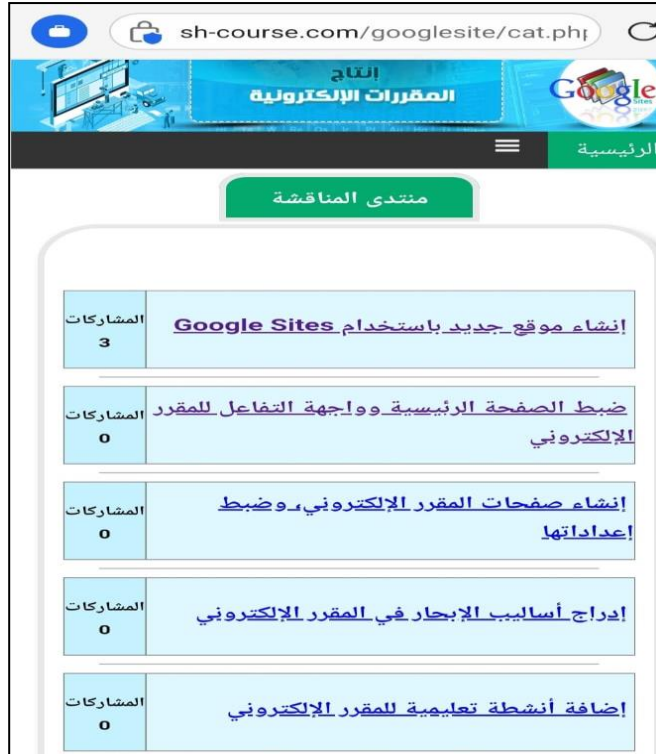 sh-course.com/googlesite/cat.php
إنتاج
المقررات الإلكترونية
Google
Sites
الرئيسية
منتدى المناقشة
إنشاء موقع جديد باستخدام Google Sites
المشاركات
3
ضبط الصفحة الرئيسية وواجهة التفاعل للمقرر
الإلكتروني
المشاركات
0
إنشاء صفحات المقرر الإلكتروني، وضبط
إعداداتها
المشاركات
0
إدراج أساليب الإبحار في المقرر الإلكتروني
المشاركات
0
إضافة أنشطة تعليمية للمقرر الإلكتروني
المشاركات
0